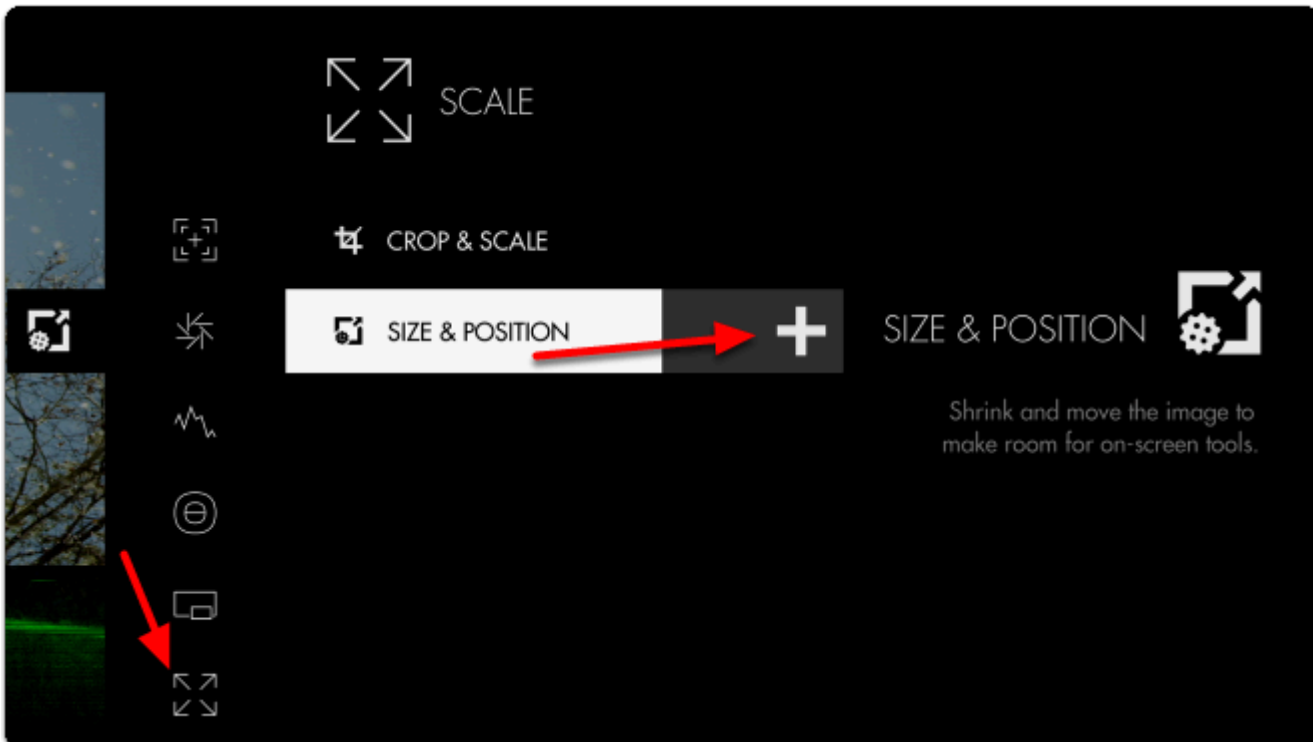 SCALE
CROP & SCALE
SIZE & POSITION
SIZE & POSITION
Shrink and move the image to
make room for on-screen tools.